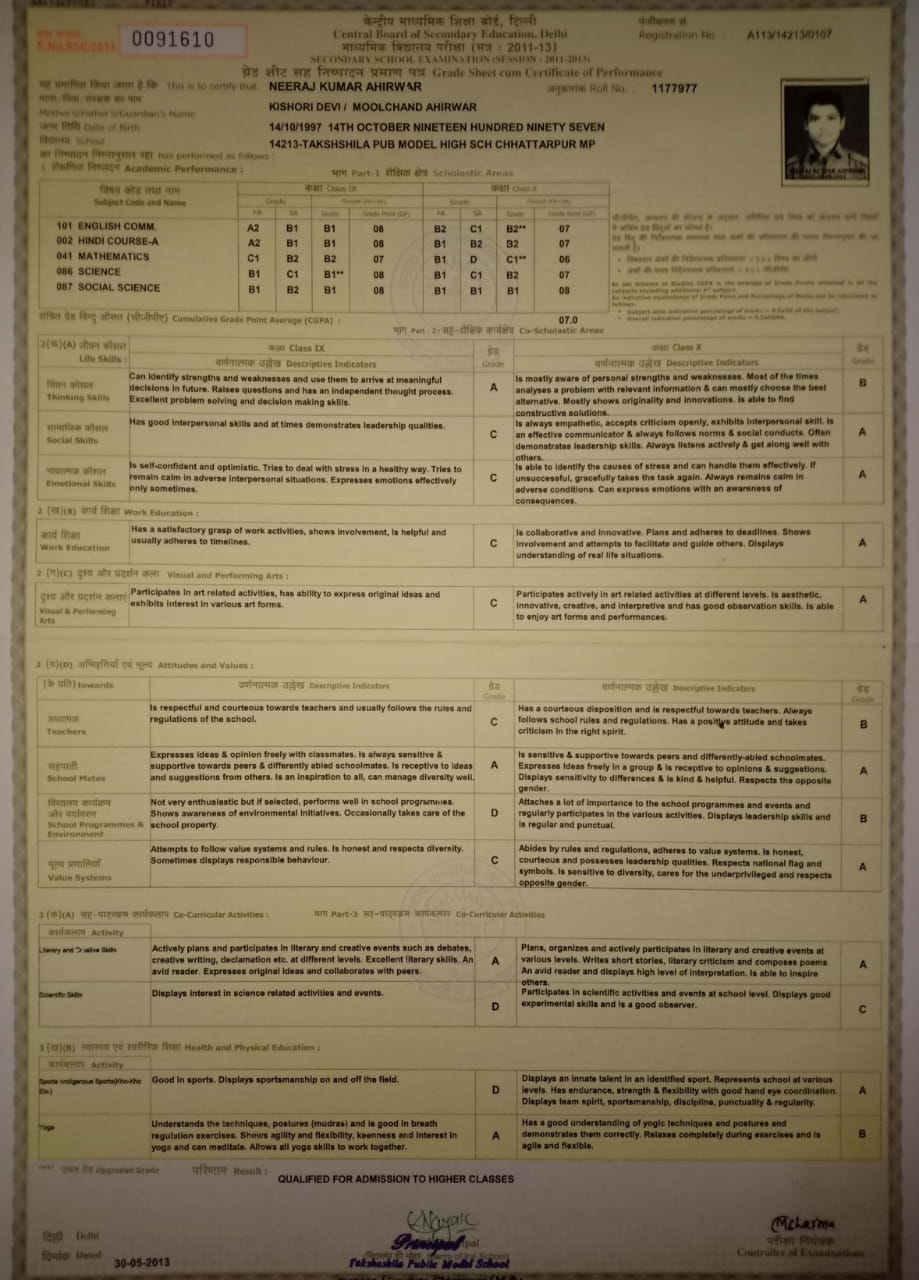 0091610
केन्द्रीय माध्यमिक शिक्षा बोर्ड, दिल्ली
Central Board of Secondary Education, Delhi
माध्यमिक विद्यालय परीक्षा (सत्र : 2011-13)
SECONDARY SCHOOL EXAMINATION (SESSION : 2011-2013)
ग्रेड शीट सह निष्पादन प्रमाण पत्र Grade Sheet cum Certificate of Performance
S.No.SSE/2013
पंजीकरण सं.
Registration No. : A113/14213/0107
यह प्रमाणित किया जाता है कि This is to certify that NEERAJ KUMAR AHIRWAR
अनुक्रमांक Roll No. : 1177977
माता/पिता/संरक्षक का नाम
KISHORI DEVI / MOOLCHAND AHIRWAR
Mother's/Father's/Guardian's Name
जन्म तिथि Date of Birth 14/10/1997 14TH OCTOBER NINETEEN HUNDRED NINETY SEVEN
विद्यालय School 14213-TAKSHSHILA PUB MODEL HIGH SCH CHHATTARPUR MP
का निष्पादन निम्नानुसार रहा has performed as follows :
1. शैक्षणिक निष्पादन Academic Performance : भाग Part-1 शैक्षिक क्षेत्र Scholastic Areas
विषय कोड तथा नाम कक्षा Class IX कक्षा Class X
Subject Code and Name Grade Grade
FA SA Grade Grade Point (GP) FA SA Grade Grade Point (GP)
101 ENGLISH COMM. A2 B1 B1 08 B2 C1 B2** 07
002 HINDI COURSE-A A2 B1 B1 08 B1 B2 B2 07
041 MATHEMATICS C1 B2 B2 07 B1 D C1** 06
086 SCIENCE B1 C1 B1** 08 B1 C1 B2 07
087 SOCIAL SCIENCE B1 B2 B1 08 B1 B1 B1 08
As per Scheme of Studies CGPA is the average of Grade Points obtained in all the
subjects excluding additional 6th subject.
An indicative equivalence of Grade Point and Percentage of Marks can be calculated as
follows:
संचित ग्रेड बिन्दु औसत (सीजीपीए) Cumulative Grade Point Average (CGPA) : 07.0
भाग Part - 2- सह-शैक्षिक कार्यक्षेत्र Co-Scholastic Areas
2(क)(A) जीवन कौशल कक्षा Class IX ग्रेड कक्षा Class X ग्रेड
Life Skills : वर्णनात्मक उल्लेख Descriptive Indicators Grade वर्णनात्मक उल्लेख Descriptive Indicators Grade
चिंतन कौशल
Thinking Skills
Can identify strengths and weaknesses and use them to arrive at meaningful
decisions in future. Raises questions and has an independent thought process.
Excellent problem solving and decision making skills.
A
Is mostly aware of personal strengths and weaknesses. Most of the times
analyses a problem with relevant information & can mostly choose the best
alternative. Mostly shows originality and innovations. Is able to find
constructive solutions.
B
सामाजिक कौशल
Social Skills
Has good interpersonal skills and at times demonstrates leadership qualities.
C
Is always empathetic, accepts criticism openly, exhibits interpersonal skill. Is
an effective communicator & always follows norms & social conducts. Often
demonstrates leadership skills. Always listens actively & get along well with
others.
A
भावात्मक कौशल
Emotional Skills
Is self-confident and optimistic. Tries to deal with stress in a healthy way. Tries to
remain calm in adverse interpersonal situations. Expresses emotions effectively
only sometimes.
C
Is able to identify the causes of stress and can handle them effectively. If
unsuccessful, gracefully takes the task again. Always remains calm in
adverse conditions. Can express emotions with an awareness of
consequences.
A
2 (ख)(B) कार्य शिक्षा Work Education :
कार्य शिक्षा
Work Education
Has a satisfactory grasp of work activities, shows involvement, is helpful and
usually adheres to timelines.
C
Is collaborative and innovative. Plans and adheres to deadlines. Shows
involvement and attempts to facilitate and guide others. Displays
understanding of real life situations.
A
2 (ग)(C) दृश्य और प्रदर्शन कला Visual and Performing Arts :
दृश्य और प्रदर्शन कलाएं
Visual & Performing
Arts
Participates in art related activities, has ability to express original ideas and
exhibits interest in various art forms.
C
Participates actively in art related activities at different levels. Is aesthetic,
innovative, creative, and interpretive and has good observation skills. Is able
to enjoy art forms and performances.
A
2 (घ)(D) अभिवृत्तियाँ एवं मूल्य Attitudes and Values :
(के प्रति) towards वर्णनात्मक उल्लेख Descriptive Indicators ग्रेड वर्णनात्मक उल्लेख Descriptive Indicators ग्रेड
Grade Grade
अध्यापक
Teachers
Is respectful and courteous towards teachers and usually follows the rules and
regulations of the school.
C
Has a courteous disposition and is respectful towards teachers. Always
follows school rules and regulations. Has a positive attitude and takes
criticism in the right spirit.
B
सहपाठी
School Mates
Expresses ideas & opinion freely with classmates. Is always sensitive &
supportive towards peers & differently abled schoolmates. Is receptive to ideas
and suggestions from others. Is an inspiration to all, can manage diversity well.
A
Is sensitive & supportive towards peers and differently-abled schoolmates.
Expresses ideas freely in a group & is receptive to opinions & suggestions.
Displays sensitivity to differences & is kind & helpful. Respects the opposite
gender.
A
विद्यालय कार्यक्रम
और पर्यावरण
School Programmes &
Environment
Not very enthusiastic but if selected, performs well in school programmes.
Shows awareness of environmental initiatives. Occasionally takes care of the
school property.
D
Attaches a lot of importance to the school programmes and events and
regularly participates in the various activities. Displays leadership skills and
is regular and punctual.
B
मूल्य प्रणालियाँ
Value Systems
Attempts to follow value systems and rules. Is honest and respects diversity.
Sometimes displays responsible behaviour.
C
Abides by rules and regulations, adheres to value systems. Is honest,
courteous and possesses leadership qualities. Respects national flag and
symbols. Is sensitive to diversity, cares for the underprivileged and respects
opposite gender.
A
3 (क)(A) सह-पाठ्यक्रम कार्यकलाप Co-Curricular Activities : भाग Part-3 सह-पाठ्यक्रम कार्यकलाप Co-Curricular Activities
कार्यकलाप Activity
Literary and Creative Skills
Actively plans and participates in literary and creative events such as debates,
creative writing, declamation etc. at different levels. Excellent literary skills. An
avid reader. Expresses original ideas and collaborates with peers.
A
Plans, organizes and actively participates in literary and creative events at
various levels. Writes short stories, literary criticism and composes poems.
An avid reader and displays high level of interpretation. Is able to inspire
others.
A
Scientific Skills
Displays interest in science related activities and events.
D
Participates in scientific activities and events at school level. Displays good
experimental skills and is a good observer.
C
3 (ख)(B) स्वास्थ्य एवं शारीरिक शिक्षा Health and Physical Education :
कार्यकलाप Activity
Sports /Indigenous Sports(Kho-Kho
Etc.)
Good in sports. Displays sportsmanship on and off the field.
D
Displays an innate talent in an identified sport. Represents school at various
levels. Has endurance, strength & flexibility with good hand eye coordination.
Displays team spirit, sportsmanship, discipline, punctuality & regularity.
A
Yoga
Understands the techniques, postures (mudras) and is good in breath
regulation exercises. Shows agility and flexibility, keenness and interest in
yoga and can meditate. Allows all yoga skills to work together.
A
Has a good understanding of yogic techniques and postures and
demonstrates them correctly. Relaxes completely during exercises and is
agile and flexible.
B
Upgraded Grade परिणाम Result :
QUALIFIED FOR ADMISSION TO HIGHER CLASSES
दिल्ली Delhi
दिनांक Dated 30-05-2013
Principal
Takshashila Public Model School
MSharma
परीक्षा नियंत्रक
Controller of Examinations